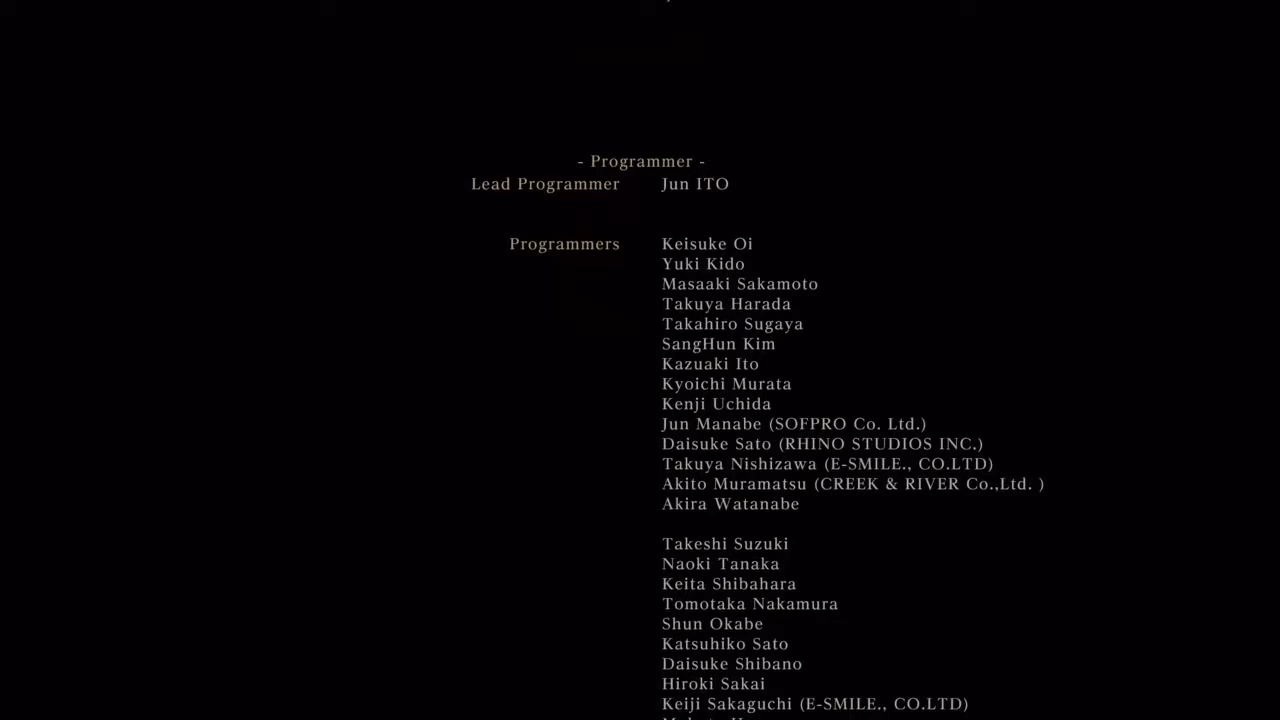 - Programmer -
Lead Programmer Jun ITO
Programmers Keisuke Oi
Yuki Kido
Masaaki Sakamoto
Takuya Harada
Takahiro Sugaya
SangHun Kim
Kazuaki Ito
Kyoichi Murata
Kenji Uchida
Jun Manabe (SOFPRO Co. Ltd.)
Daisuke Sato (RHINO STUDIOS INC.)
Takuya Nishizawa (E-SMILE., CO.LTD)
Akito Muramatsu (CREEK & RIVER Co.,Ltd. )
Akira Watanabe
Takeshi Suzuki
Naoki Tanaka
Keita Shibahara
Tomotaka Nakamura
Shun Okabe
Katsuhiko Sato
Daisuke Shibano
Hiroki Sakai
Keiji Sakaguchi (E-SMILE., CO.LTD)